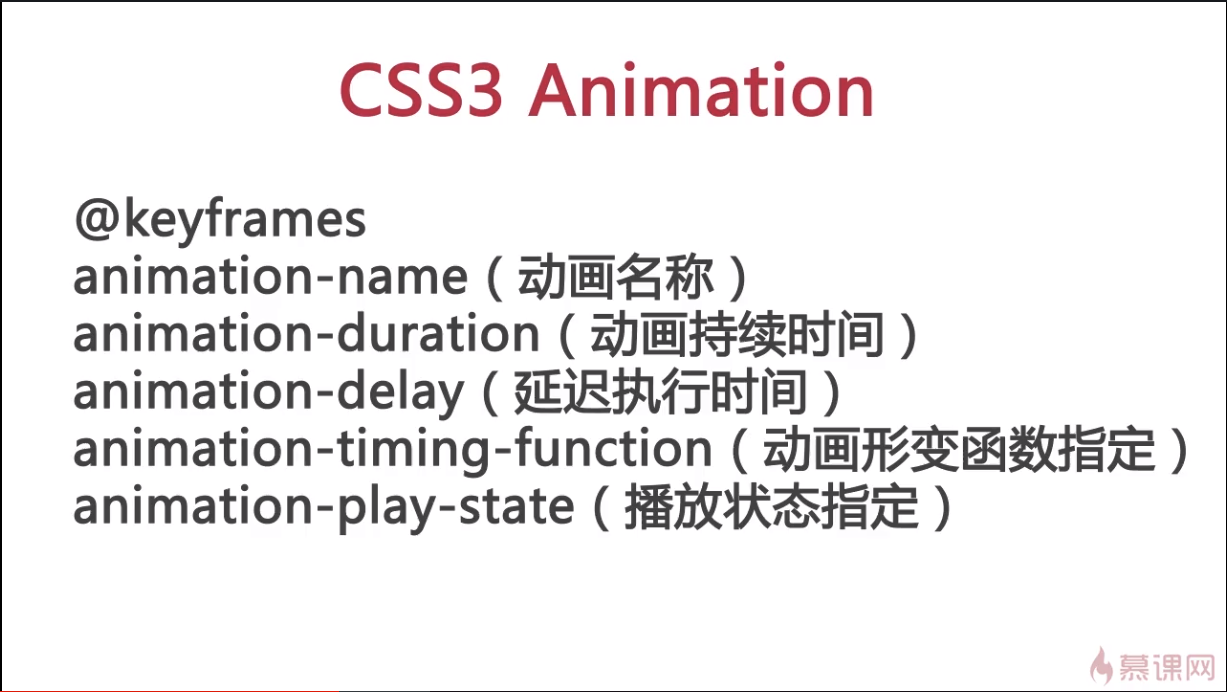 CSS3 Animation
@keyframes
animation-name（动画名称）
animation-duration（动画持续时间）
animation-delay（延迟执行时间）
animation-timing-function（动画形变函数指定）
animation-play-state（播放状态指定）
慕课网